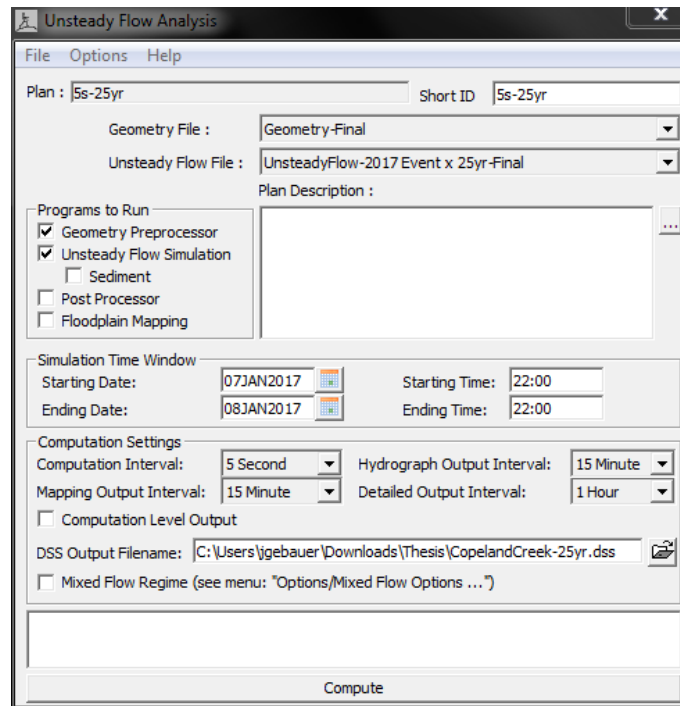 Unsteady Flow Analysis
X
File Options Help
Plan : 5s-25yr Short ID 5s-25yr
Geometry File : Geometry-Final
Unsteady Flow File : UnsteadyFlow-2017 Event x 25yr-Final
Plan Description :
Programs to Run
Geometry Preprocessor
Unsteady Flow Simulation
Sediment
Post Processor
Floodplain Mapping
...
Simulation Time Window
Starting Date: 07JAN2017 Starting Time: 22:00
Ending Date: 08JAN2017 Ending Time: 22:00
Computation Settings
Computation Interval: 5 Second Hydrograph Output Interval: 15 Minute
Mapping Output Interval: 15 Minute Detailed Output Interval: 1 Hour
Computation Level Output
DSS Output Filename: C:\Users\jgebauer\Downloads\Thesis\CopelandCreek-25yr.dss
Mixed Flow Regime (see menu: "Options/Mixed Flow Options ...")
Compute